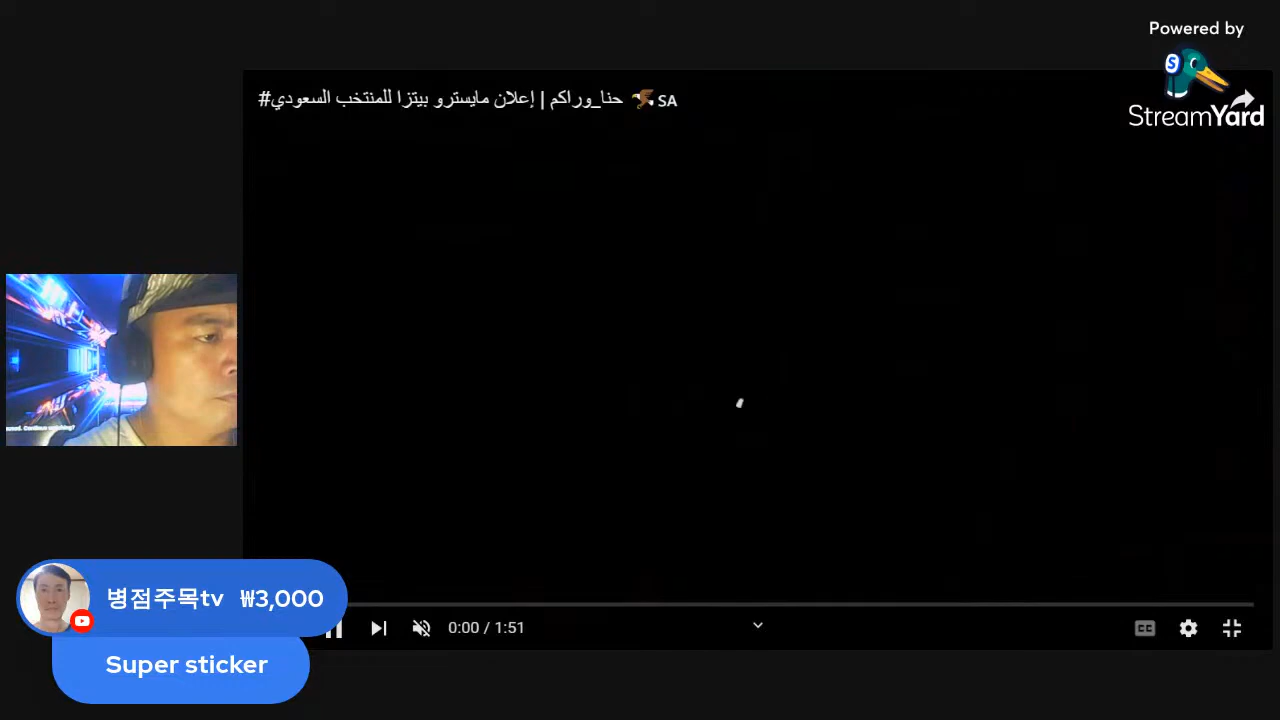 Powered by
StreamYard
#حنا_وراكم | إعلان مايسترو بيتزا للمنتخب السعودي 🦅 SA
병점주목tv ₩3,000
Super sticker
0:00 / 1:51
CC